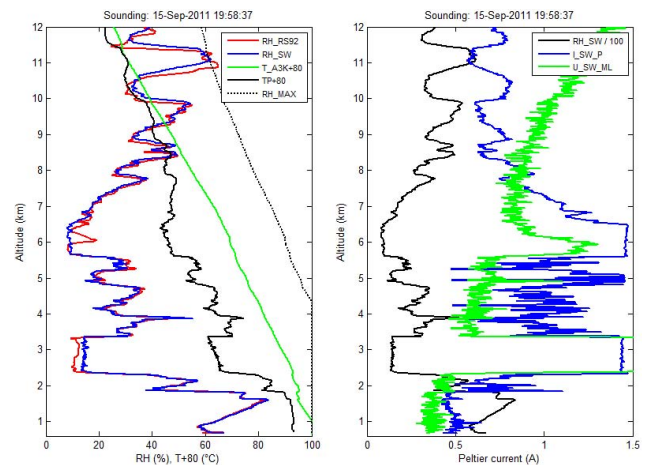 Sounding: 15-Sep-2011 19:58:37
12
11
10
9
8
7
6
5
4
3
2
1
Altitude (km)
0
20
40
60
80
100
RH (%), T+80 (°C)
RH_RS92
RH_SW
T_A3K+80
TP+80
RH_MAX
Sounding: 15-Sep-2011 19:58:37
12
11
10
9
8
7
6
5
4
3
2
1
Altitude (km)
0
0.5
1
1.5
Peltier current (A)
RH_SW / 100
I_SW_P
U_SW_ML